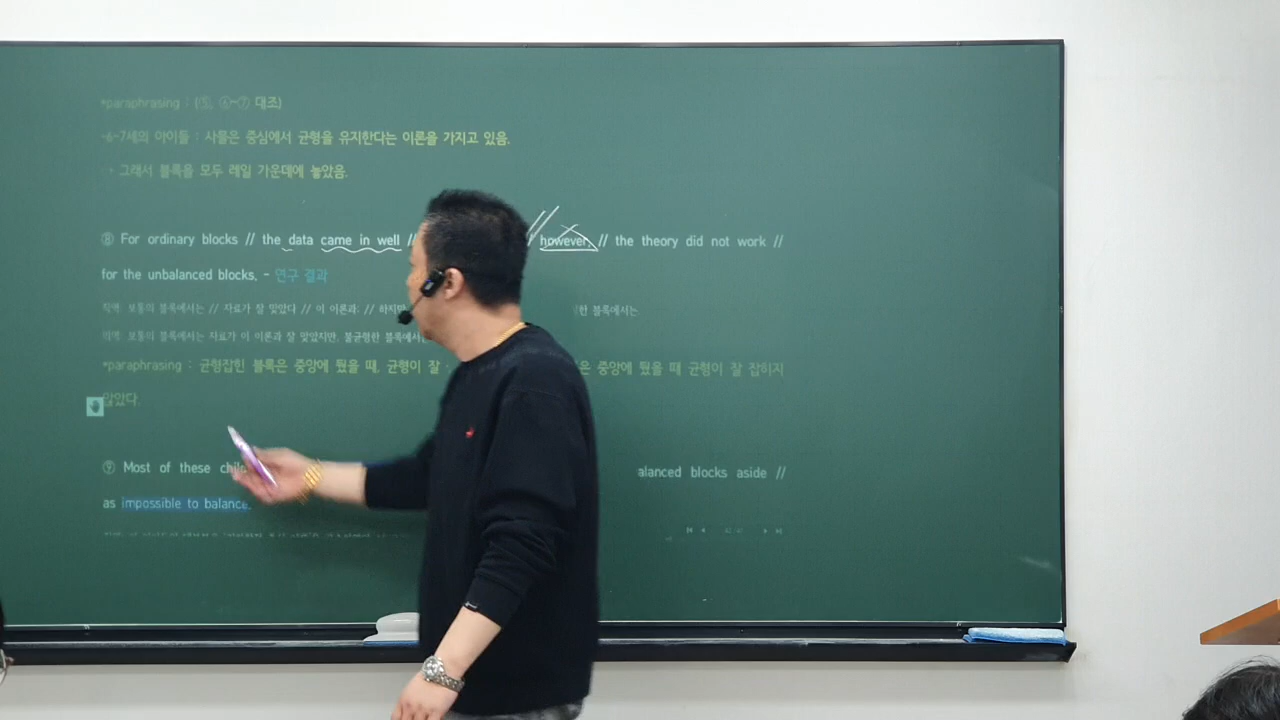 *paraphrasing : (⑤, ⑥~⑦ 대조)
-6~7세의 아이들 : 사물은 중심에서 균형을 유지한다는 이론을 가지고 있음.
그래서 블록을 모두 레일 가운데에 놓았음.
⑧ For ordinary blocks // the data came in well // however, // the theory did not work //
for the unbalanced blocks. - 연구 결과
직역: 보통의 블록에서는 // 자료가 잘 맞았다 // 이 이론과: // 하지만 한 블록에서는
의역: 보통의 블록에서는 자료가 이 이론과 잘 맞았지만, 불균형한 블록에서
*paraphrasing : 균형잡힌 블록은 중앙에 뒀을 때, 균형이 잘 은 중앙에 뒀을 때 균형이 잘 잡히지
않았다.
⑨ Most of these chil alanced blocks aside //
as impossible to balance.